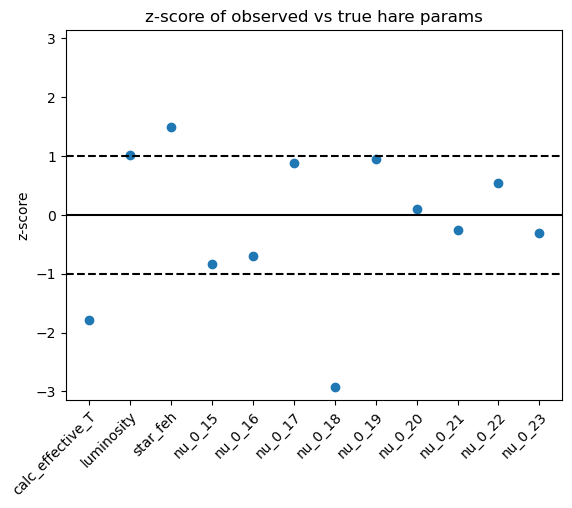 z-score of observed vs true hare params
3
2
1
0
−1
−2
−3
z-score
calc_effective_T
luminosity
star_feh
nu_0_15
nu_0_16
nu_0_17
nu_0_18
nu_0_19
nu_0_20
nu_0_21
nu_0_22
nu_0_23